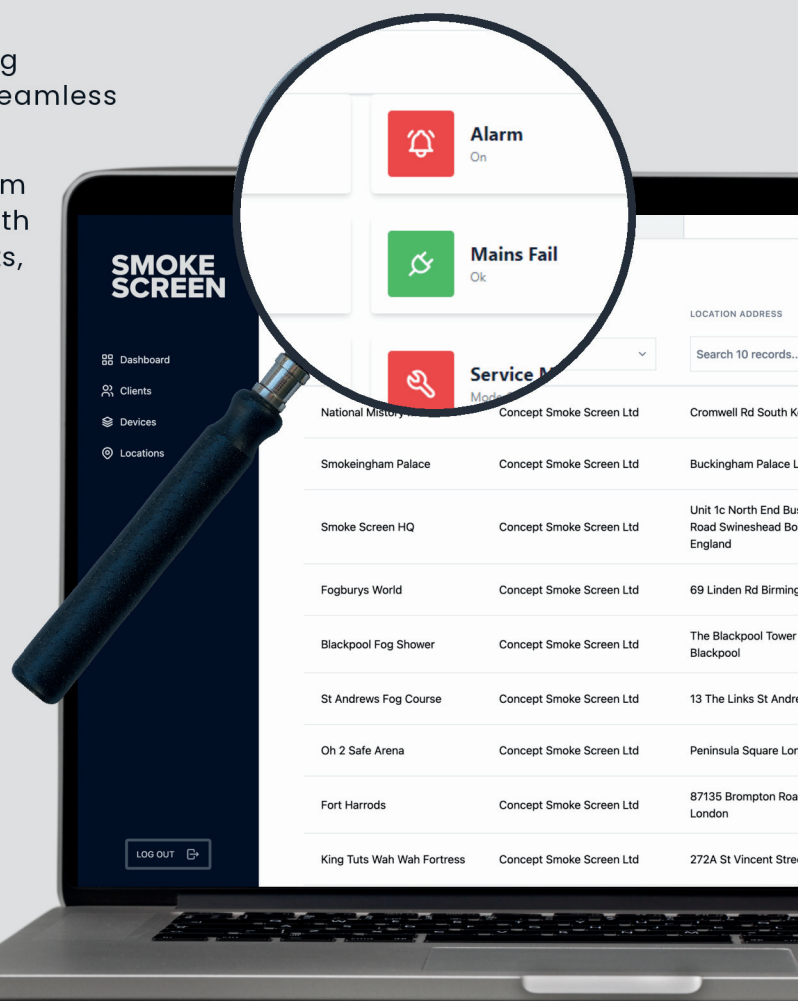 g
eamless
m
th
s,
Alarm
On
Mains Fail
Ok
Service
SMOKE
SCREEN
Dashboard
Clients
Devices
Locations
LOG OUT
LOCATION ADDRESS
Search 10 records...
National
Concept Smoke Screen Ltd
Cromwell Rd South K
Smokeingham Palace
Concept Smoke Screen Ltd
Buckingham Palace L
Smoke Screen HQ
Concept Smoke Screen Ltd
Unit 1c North End Bus
Road Swineshead Bo
England
Fogburys World
Concept Smoke Screen Ltd
69 Linden Rd Birming
Blackpool Fog Shower
Concept Smoke Screen Ltd
The Blackpool Tower
Blackpool
St Andrews Fog Course
Concept Smoke Screen Ltd
13 The Links St Andre
Oh 2 Safe Arena
Concept Smoke Screen Ltd
Peninsula Square Lon
Fort Harrods
Concept Smoke Screen Ltd
87135 Brompton Roa
London
King Tuts Wah Wah Fortress
Concept Smoke Screen Ltd
272A St Vincent Stree